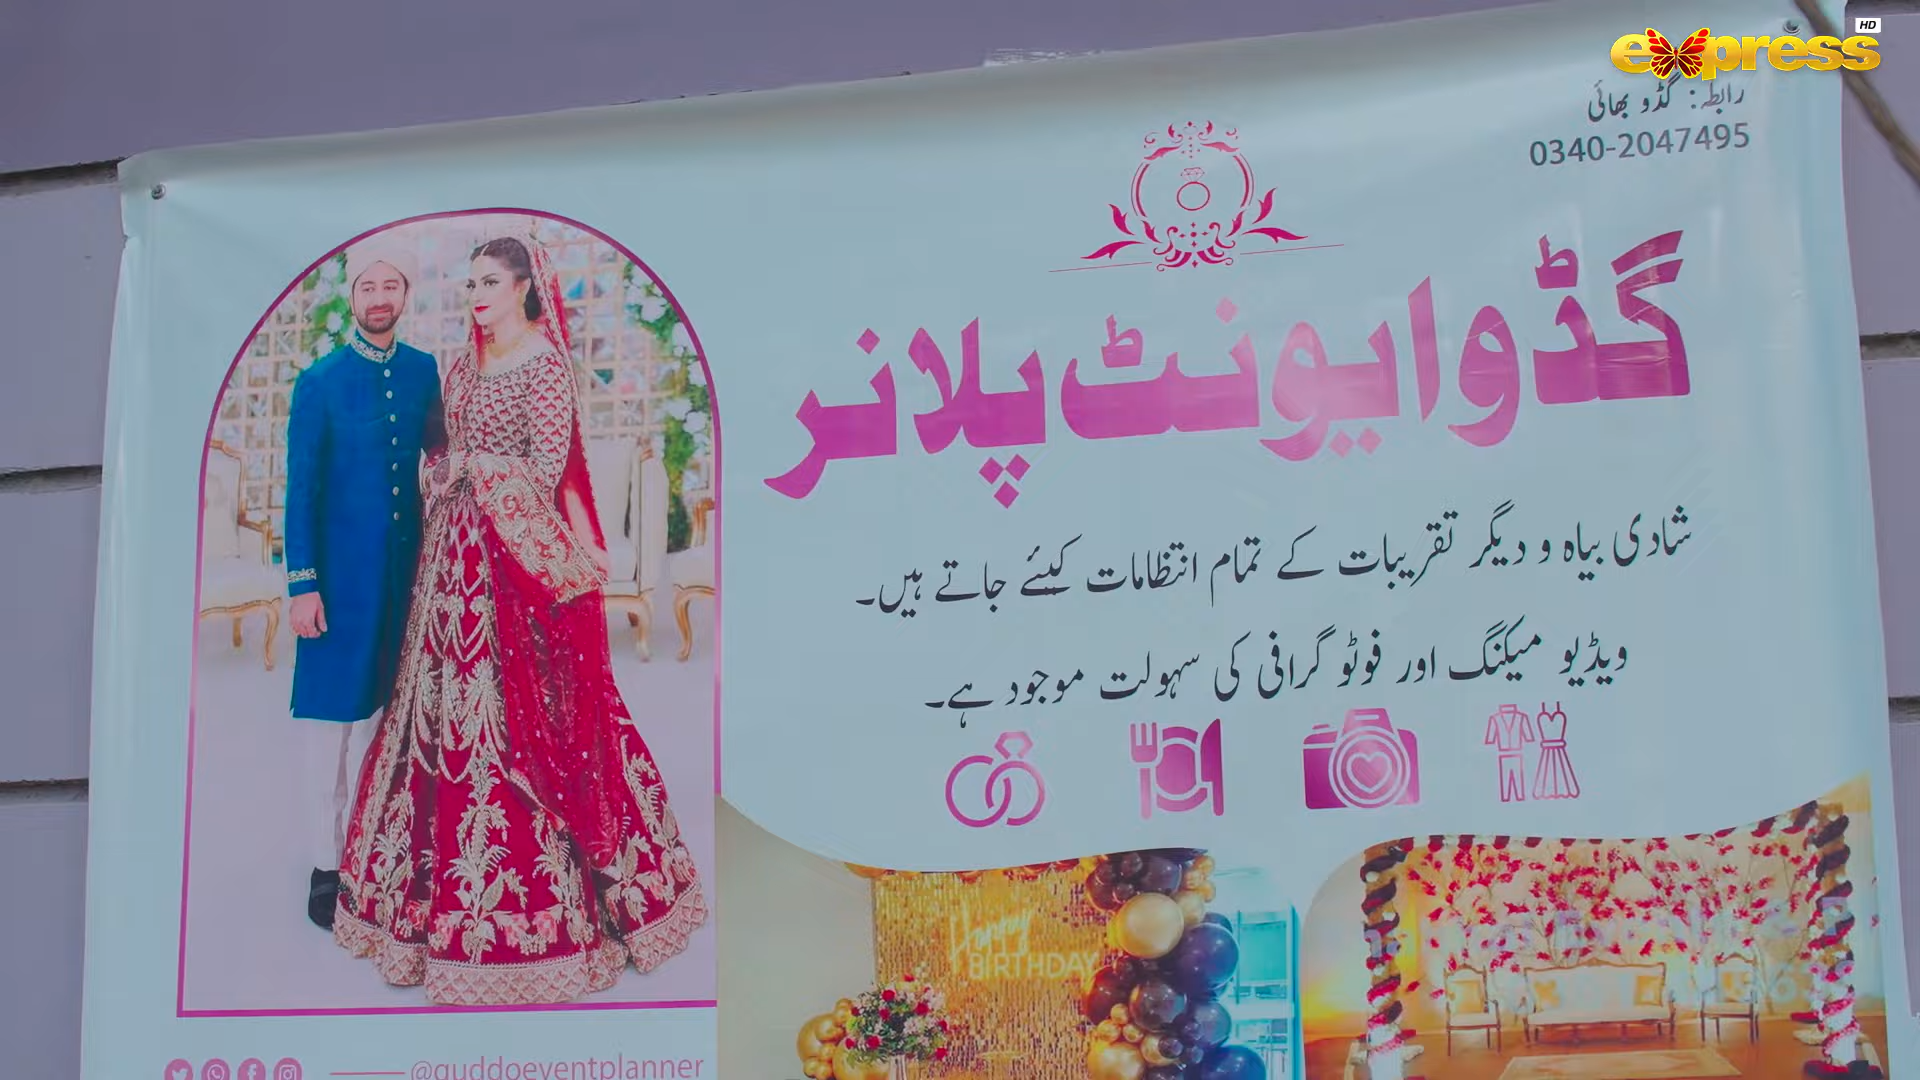 express HD
رابطہ: گڈو بھائی
0340-2047495
گڈو ایونٹ پلانر
شادی بیاہ و دیگر تقریبات کے تمام انتظامات کیئے جاتے ہیں۔
ویڈیو میکنگ اور فوٹو گرافی کی سہولت موجود ہے۔
Happy
BIRTHDAY
@guddoeventplanner